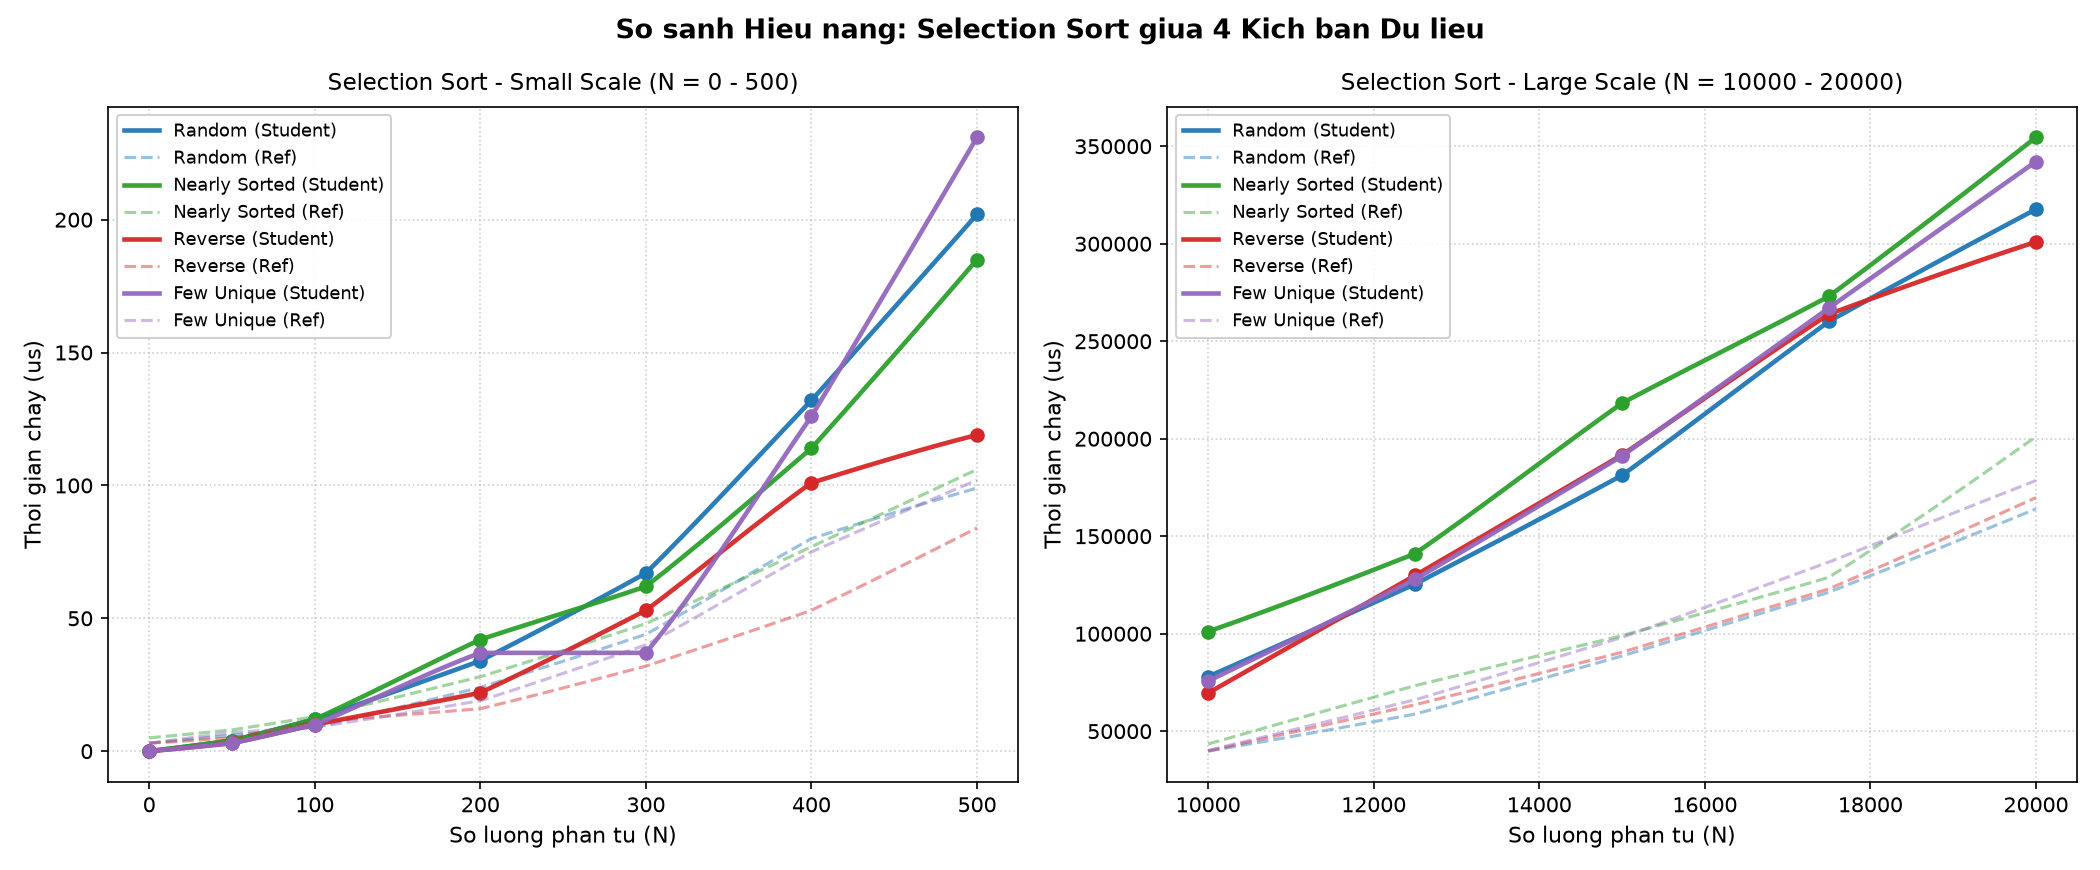 So sanh Hieu nang: Selection Sort giua 4 Kich ban Du lieu
Selection Sort - Small Scale (N = 0 - 500)
Thoi gian chay (us)
200
150
100
50
0
Random (Student)
Random (Ref)
Nearly Sorted (Student)
Nearly Sorted (Ref)
Reverse (Student)
Reverse (Ref)
Few Unique (Student)
Few Unique (Ref)
0 100 200 300 400 500
So luong phan tu (N)
Selection Sort - Large Scale (N = 10000 - 20000)
Thoi gian chay (us)
350000
300000
250000
200000
150000
100000
50000
Random (Student)
Random (Ref)
Nearly Sorted (Student)
Nearly Sorted (Ref)
Reverse (Student)
Reverse (Ref)
Few Unique (Student)
Few Unique (Ref)
10000 12000 14000 16000 18000 20000
So luong phan tu (N)